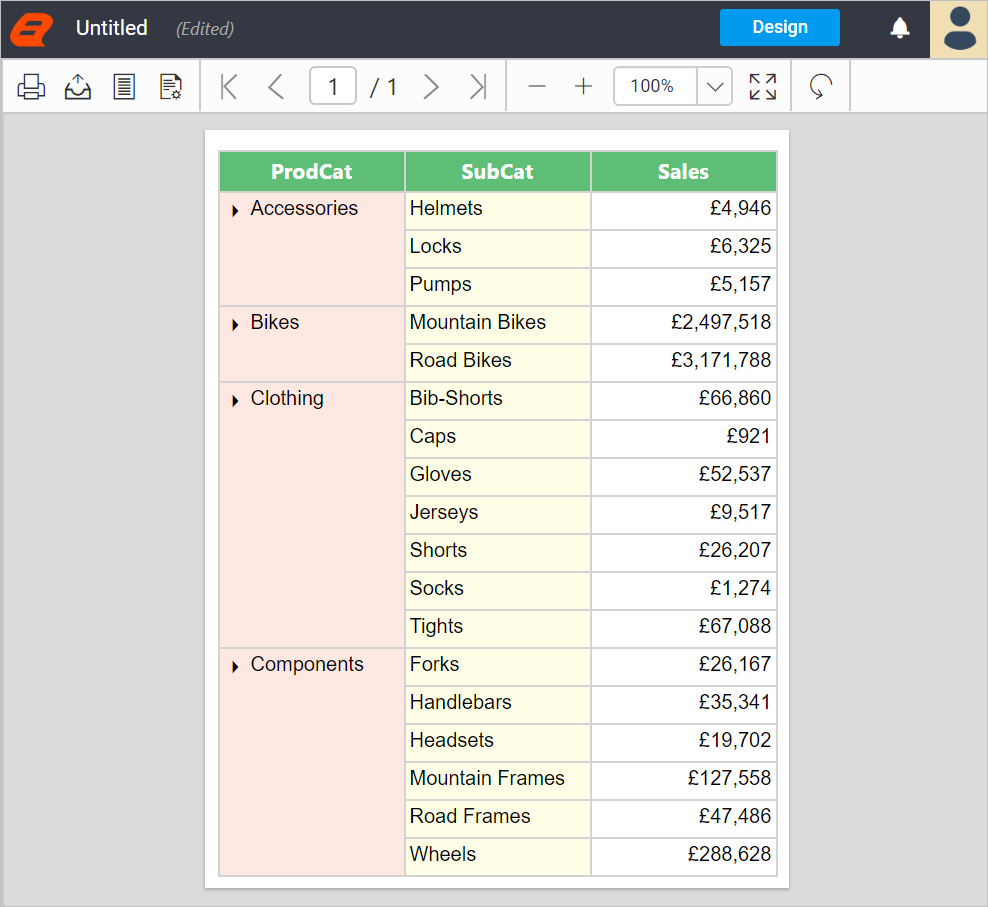 Untitled (Edited) Design
1 / 1 100%
ProdCat SubCat Sales
Accessories Helmets £4,946
Locks £6,325
Pumps £5,157
Bikes Mountain Bikes £2,497,518
Road Bikes £3,171,788
Clothing Bib-Shorts £66,860
Caps £921
Gloves £52,537
Jerseys £9,517
Shorts £26,207
Socks £1,274
Tights £67,088
Components Forks £26,167
Handlebars £35,341
Headsets £19,702
Mountain Frames £127,558
Road Frames £47,486
Wheels £288,628